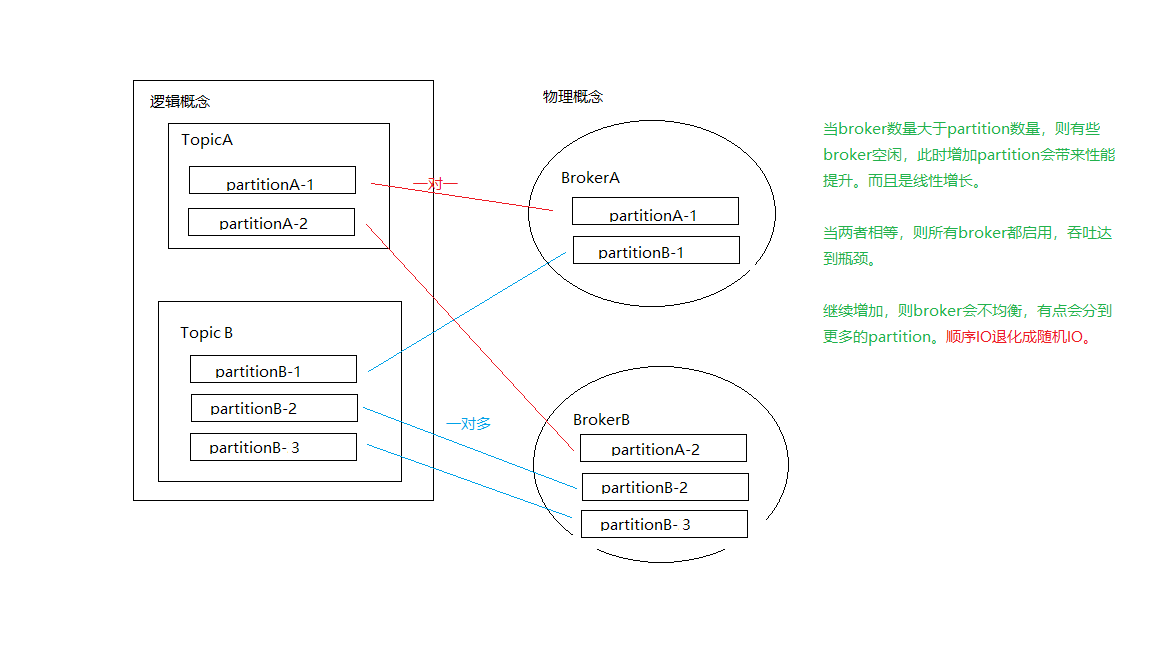 逻辑概念
TopicA
partitionA-1
partitionA-2
Topic B
partitionB-1
partitionB-2
partitionB- 3
一对一
一对多
物理概念
BrokerA
partitionA-1
partitionB-1
BrokerB
partitionA-2
partitionB-2
partitionB- 3
当broker数量大于partition数量，则有些
broker空闲，此时增加partition会带来性能
提升。而且是线性增长。
当两者相等，则所有broker都启用，吞吐达
到瓶颈。
继续增加，则broker会不均衡，有点会分到
更多的partition。顺序IO退化成随机IO。